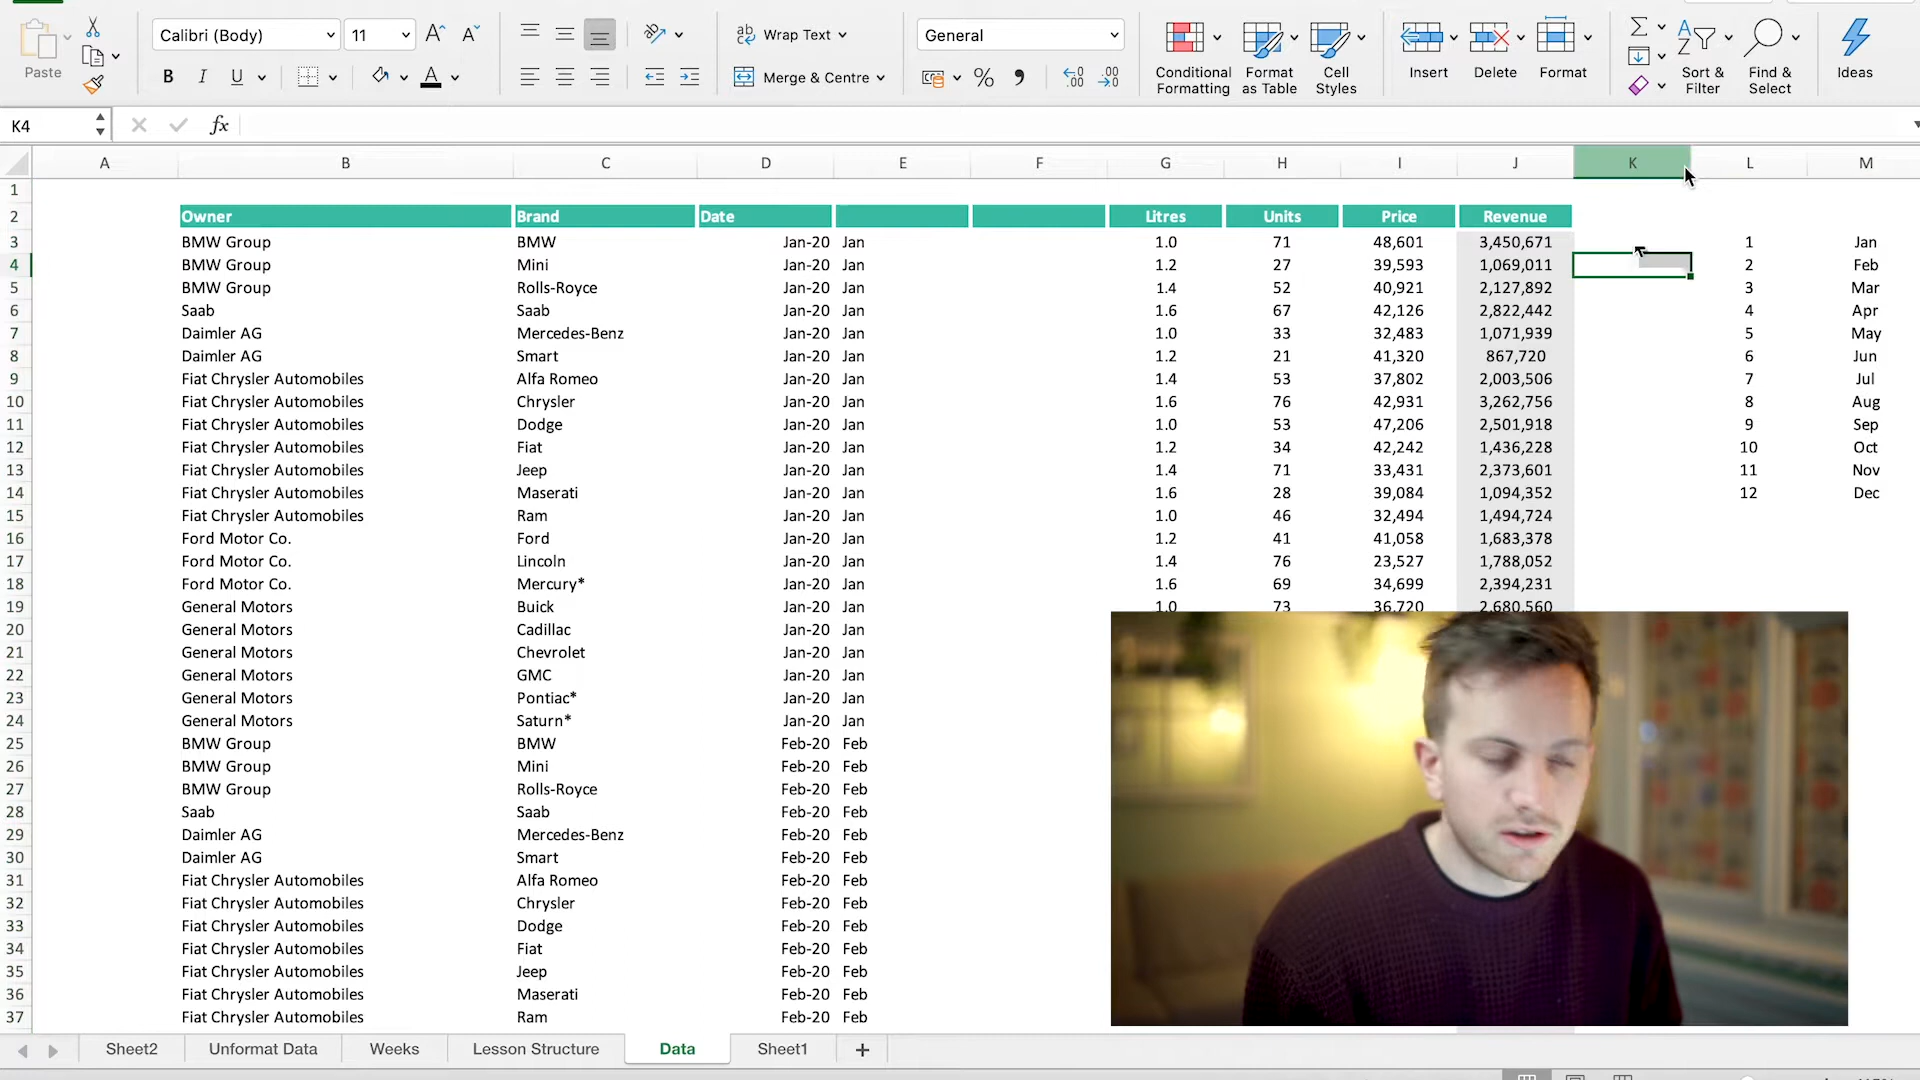 Calibri (Body) 11 Wrap Text General
Paste B I U Merge & Centre % Conditional Formatting Format as Table Cell Styles Insert Delete Format Sort & Filter Find & Select Ideas
K4 fx
A B C D E F G H I J K L M
1
2 Owner Brand Date Litres Units Price Revenue
3 BMW Group BMW Jan-20 Jan 1.0 71 48,601 3,450,671 1 Jan
4 BMW Group Mini Jan-20 Jan 1.2 27 39,593 1,069,011 2 Feb
5 BMW Group Rolls-Royce Jan-20 Jan 1.4 52 40,921 2,127,892 3 Mar
6 Saab Saab Jan-20 Jan 1.6 67 42,126 2,822,442 4 Apr
7 Daimler AG Mercedes-Benz Jan-20 Jan 1.0 33 32,483 1,071,939 5 May
8 Daimler AG Smart Jan-20 Jan 1.2 21 41,320 867,720 6 Jun
9 Fiat Chrysler Automobiles Alfa Romeo Jan-20 Jan 1.4 53 37,802 2,003,506 7 Jul
10 Fiat Chrysler Automobiles Chrysler Jan-20 Jan 1.6 76 42,931 3,262,756 8 Aug
11 Fiat Chrysler Automobiles Dodge Jan-20 Jan 1.0 53 47,206 2,501,918 9 Sep
12 Fiat Chrysler Automobiles Fiat Jan-20 Jan 1.2 34 42,242 1,436,228 10 Oct
13 Fiat Chrysler Automobiles Jeep Jan-20 Jan 1.4 71 33,431 2,373,601 11 Nov
14 Fiat Chrysler Automobiles Maserati Jan-20 Jan 1.6 28 39,084 1,094,352 12 Dec
15 Fiat Chrysler Automobiles Ram Jan-20 Jan 1.0 46 32,494 1,494,724
16 Ford Motor Co. Ford Jan-20 Jan 1.2 41 41,058 1,683,378
17 Ford Motor Co. Lincoln Jan-20 Jan 1.4 76 23,527 1,788,052
18 Ford Motor Co. Mercury* Jan-20 Jan 1.6 69 34,699 2,394,231
19 General Motors Buick Jan-20 Jan 1.0 73 36,720 2,680,560
20 General Motors Cadillac Jan-20 Jan
21 General Motors Chevrolet Jan-20 Jan
22 General Motors GMC Jan-20 Jan
23 General Motors Pontiac* Jan-20 Jan
24 General Motors Saturn* Jan-20 Jan
25 BMW Group BMW Feb-20 Feb
26 BMW Group Mini Feb-20 Feb
27 BMW Group Rolls-Royce Feb-20 Feb
28 Saab Saab Feb-20 Feb
29 Daimler AG Mercedes-Benz Feb-20 Feb
30 Daimler AG Smart Feb-20 Feb
31 Fiat Chrysler Automobiles Alfa Romeo Feb-20 Feb
32 Fiat Chrysler Automobiles Chrysler Feb-20 Feb
33 Fiat Chrysler Automobiles Dodge Feb-20 Feb
34 Fiat Chrysler Automobiles Fiat Feb-20 Feb
35 Fiat Chrysler Automobiles Jeep Feb-20 Feb
36 Fiat Chrysler Automobiles Maserati Feb-20 Feb
37 Fiat Chrysler Automobiles Ram Feb-20 Feb
Sheet2 Unformat Data Weeks Lesson Structure Data Sheet1 +